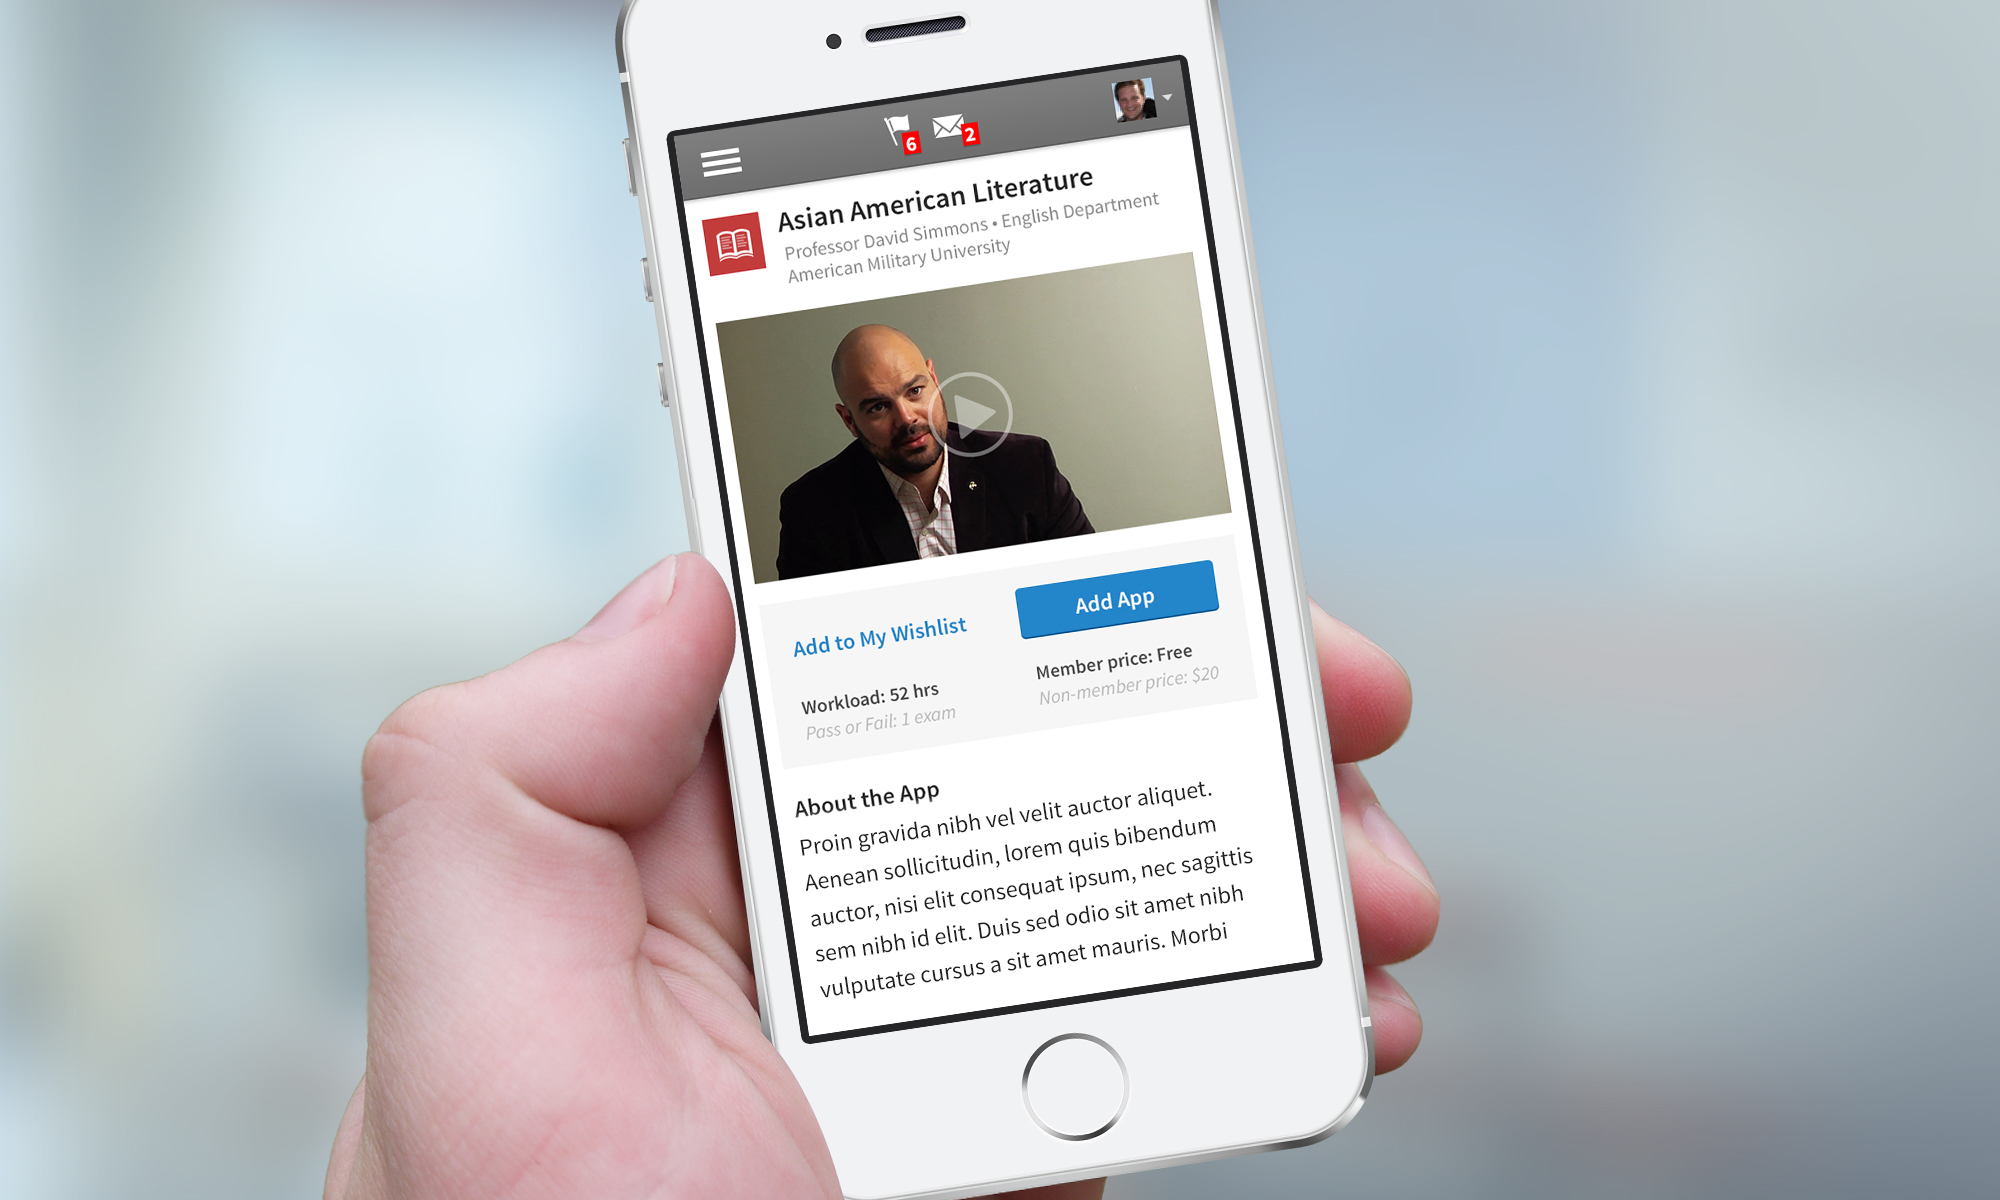 6
2
Asian American Literature
Professor David Simmons • English Department
American Military University
Add to My Wishlist
Add App
Workload: 52 hrs
Pass or Fail: 1 exam
Member price: Free
Non-member price: $20
About the App
Proin gravida nibh vel velit auctor aliquet.
Aenean sollicitudin, lorem quis bibendum
auctor, nisi elit consequat ipsum, nec sagittis
sem nibh id elit. Duis sed odio sit amet nibh
vulputate cursus a sit amet mauris. Morbi